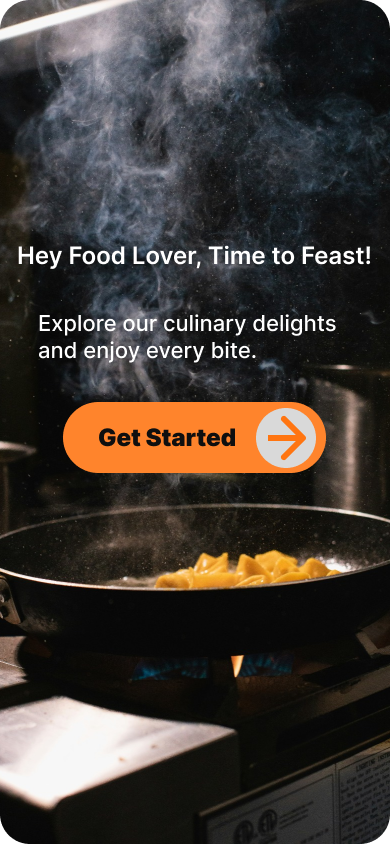 Hey Food Lover, Time to Feast!
Explore our culinary delights
and enjoy every bite.
Get Started